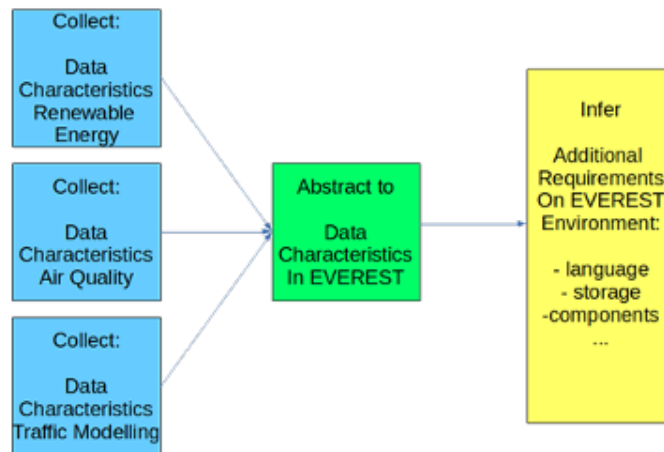 Collect:
Data
Characteristics
Renewable
Energy
Collect:
Data
Characteristics
Air Quality
Collect:
Data
Characteristics
Traffic Modelling
Abstract to
Data
Characteristics
In EVEREST
Infer
Additional
Requirements
On EVEREST
Environment:
- language
- storage
-components
...